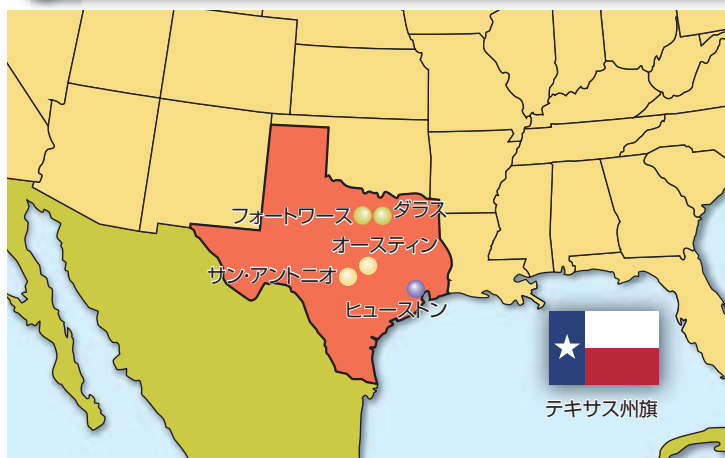 フォートワース
ダラス
オースティン
サン・アントニオ
ヒューストン
テキサス州旗